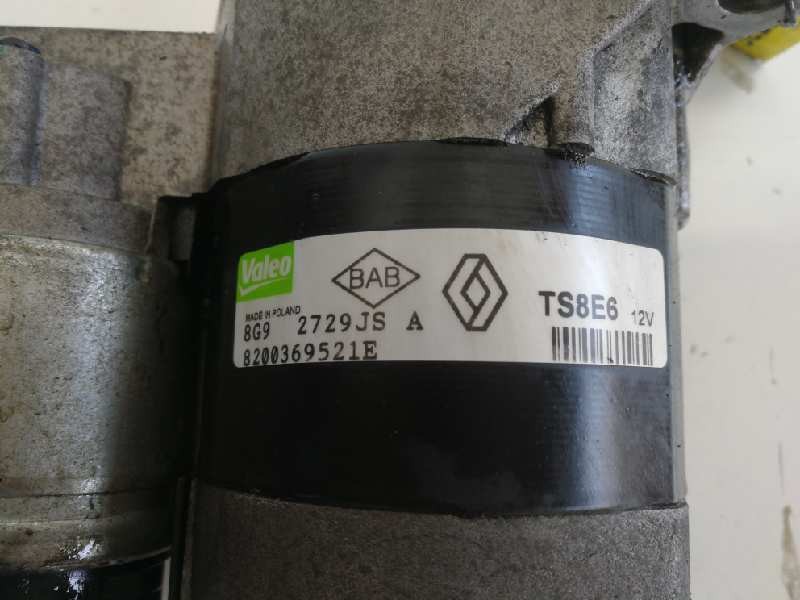 Valeo
BAB
TS8E6 12V
MADE IN POLAND
8G9 2729JS A
8200369521E